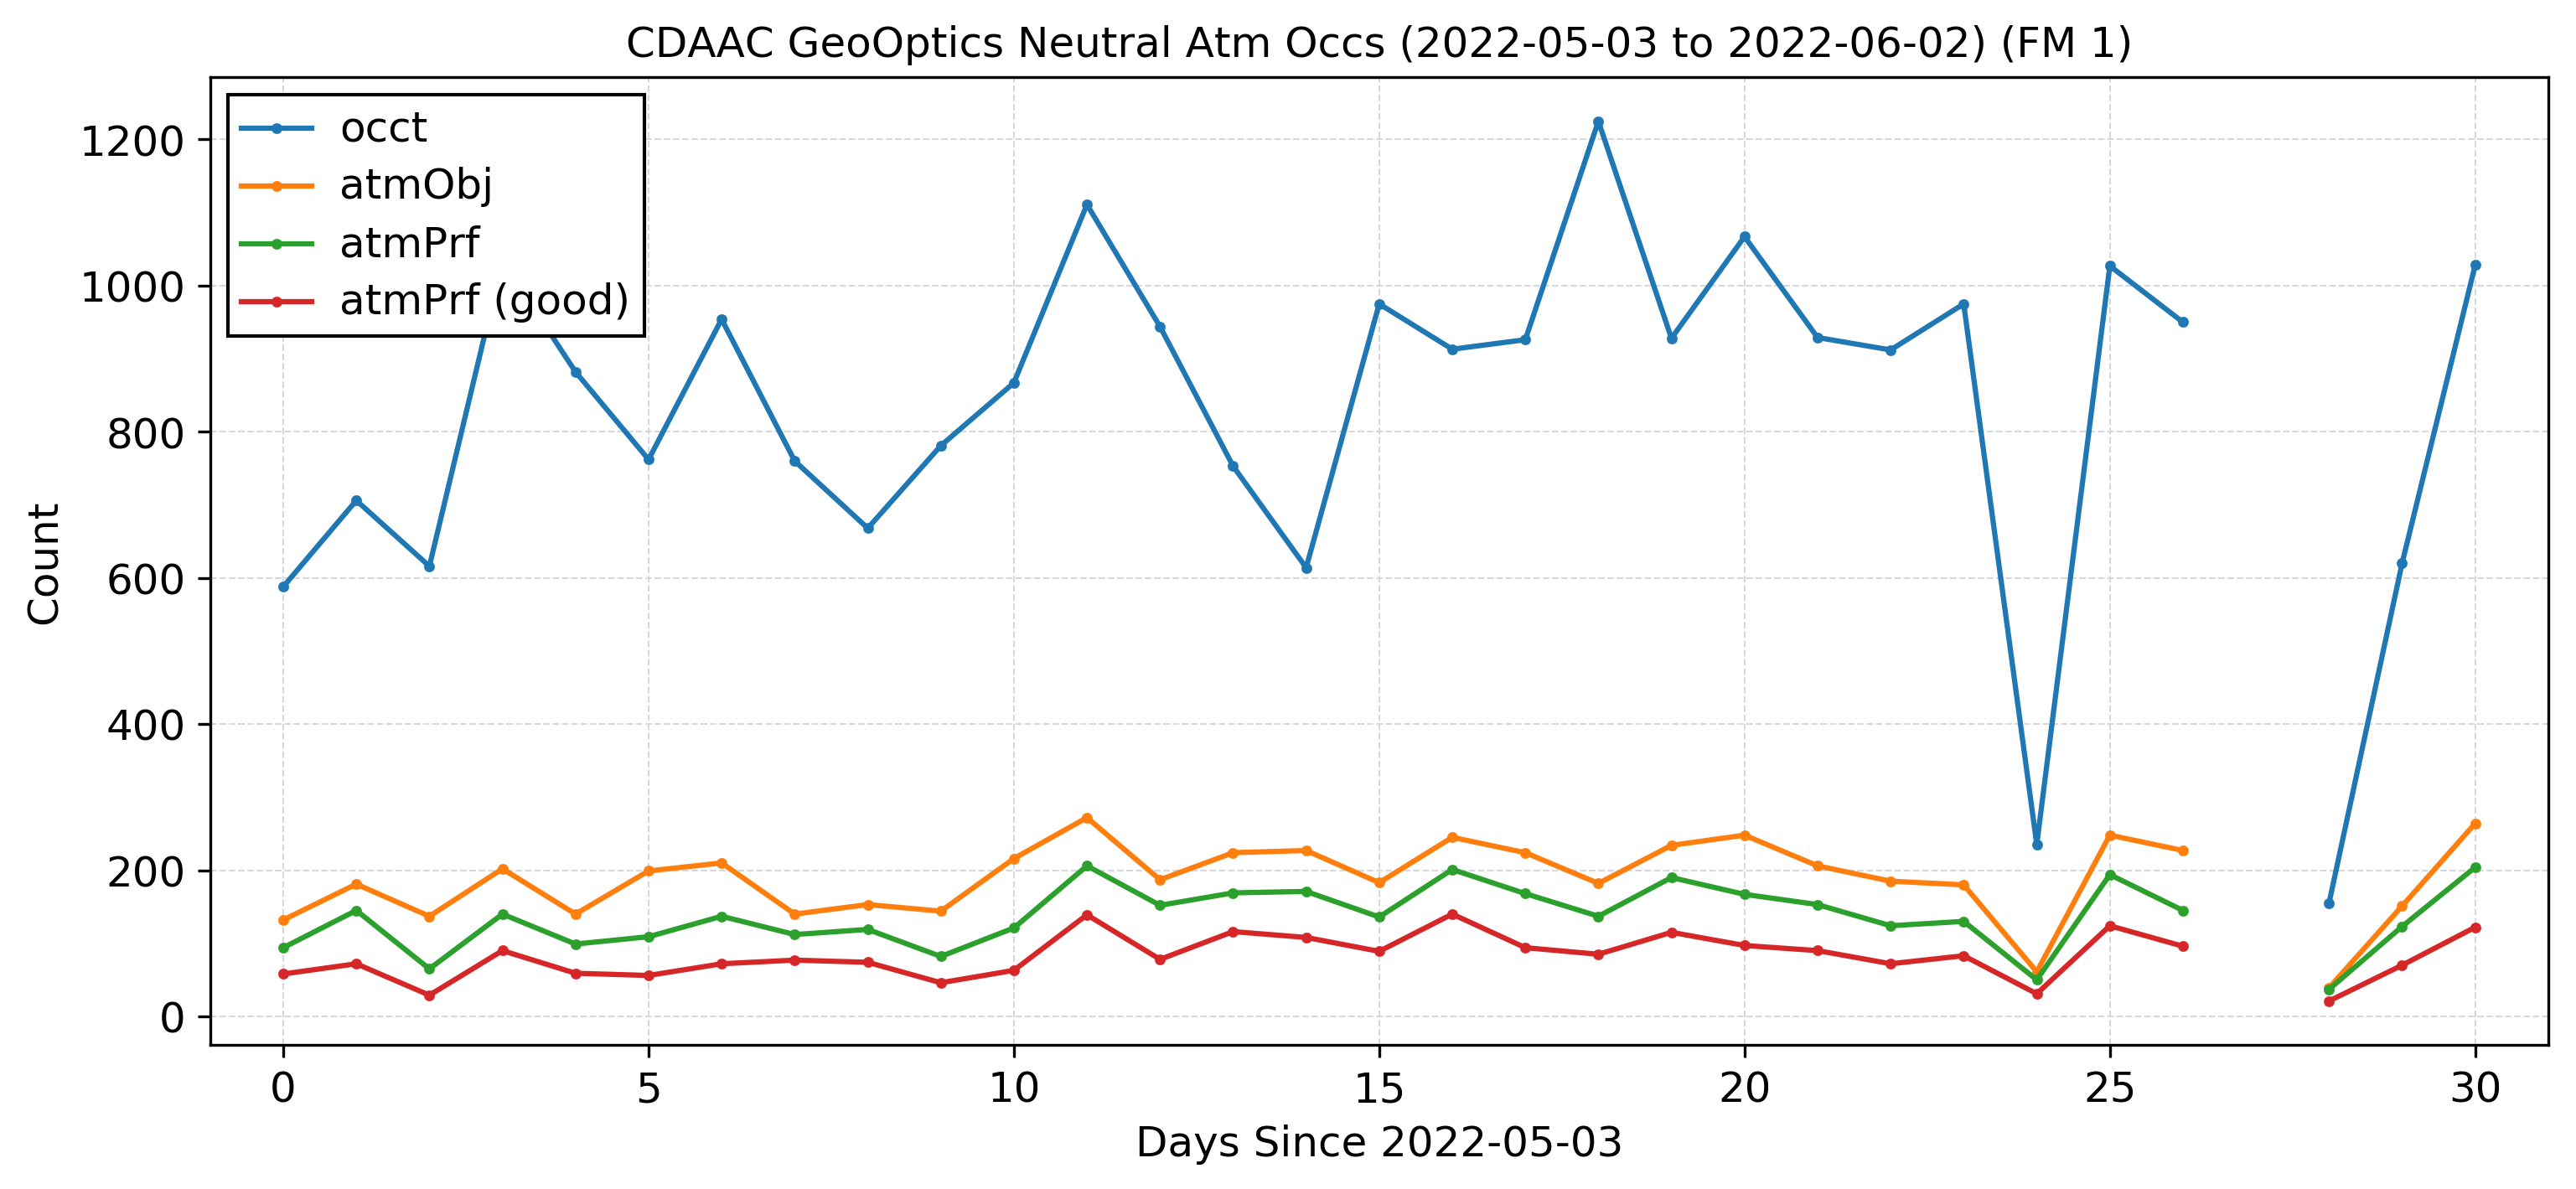 CDAAC GeoOptics Neutral Atm Occs (2022-05-03 to 2022-06-02) (FM 1)
occt
atmObj
atmPrf
atmPrf (good)
1200
1000
800
600
400
200
0
Count
0 5 10 15 20 25 30
Days Since 2022-05-03